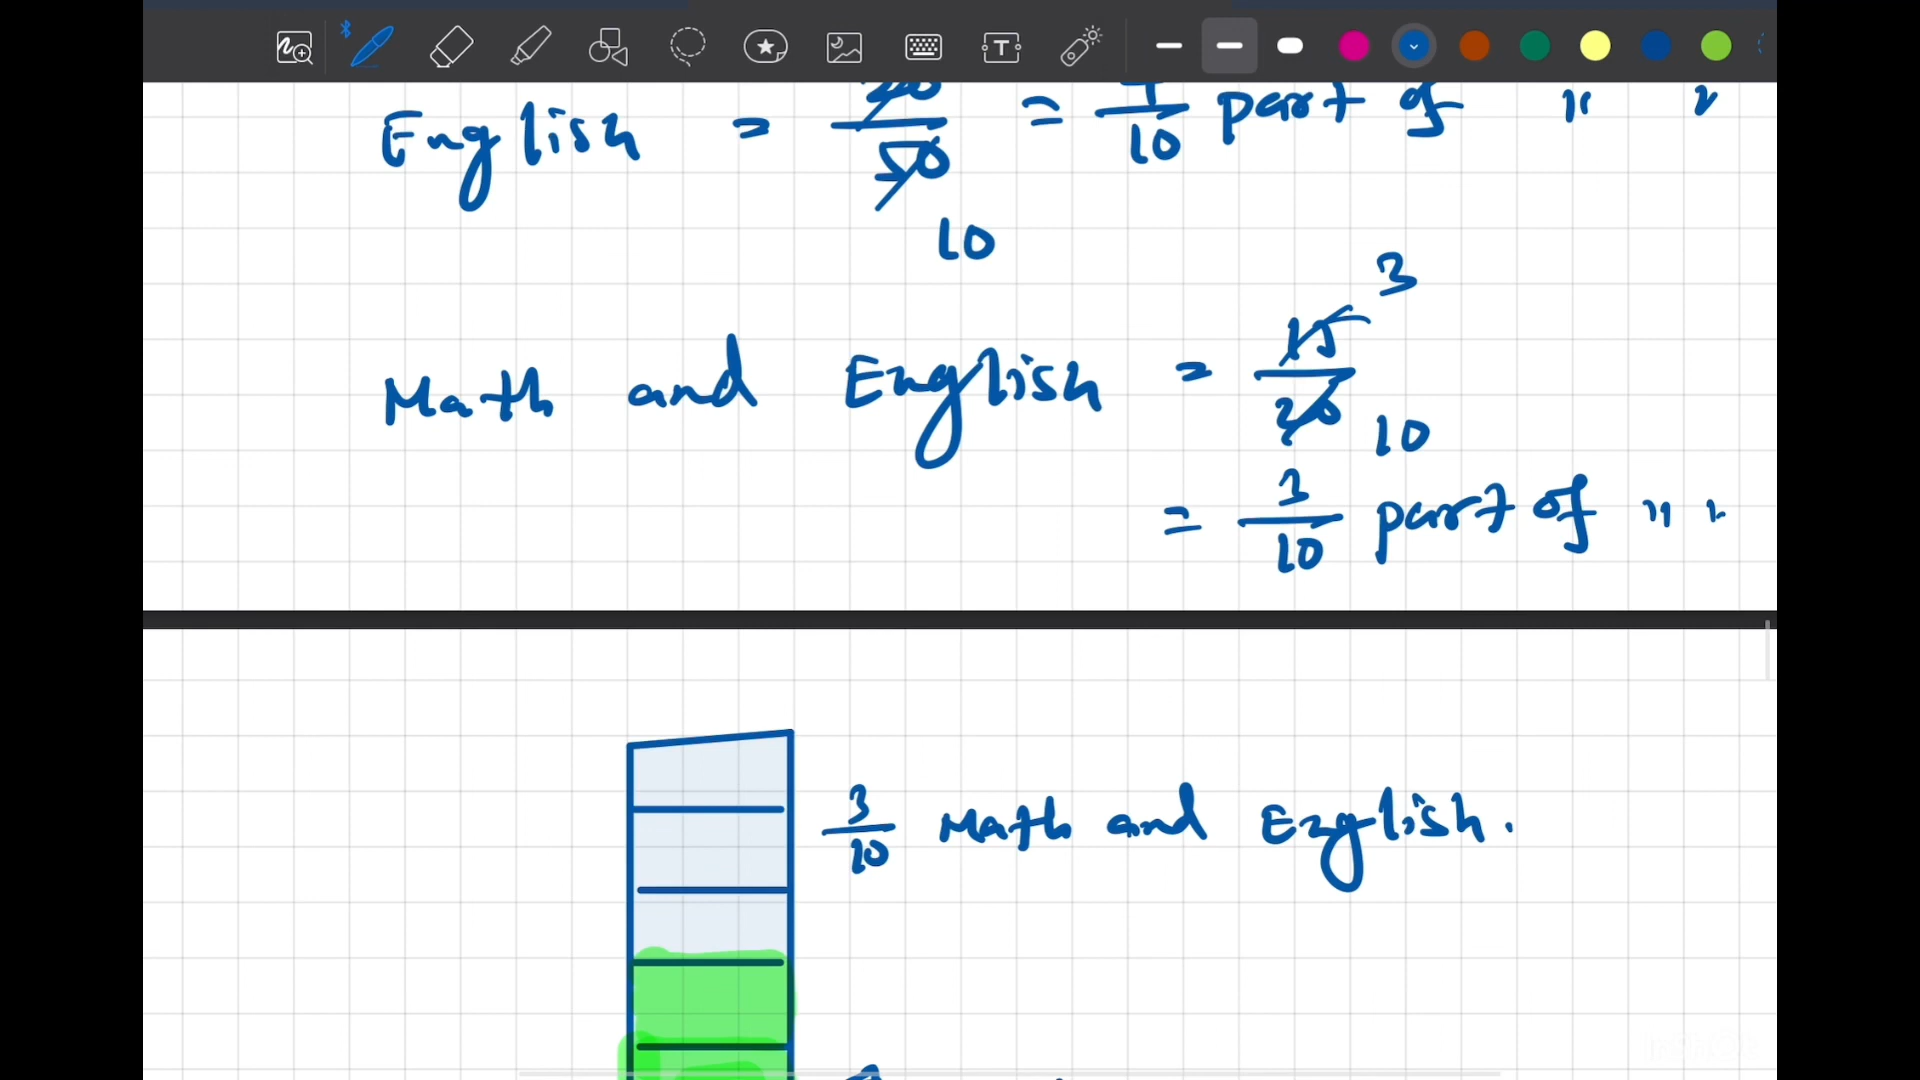 English = 20/50 = 1/10 part of " "
10
3
Math and English = 15/20
10
= 3/10 part of " "
3/10 Math and English.